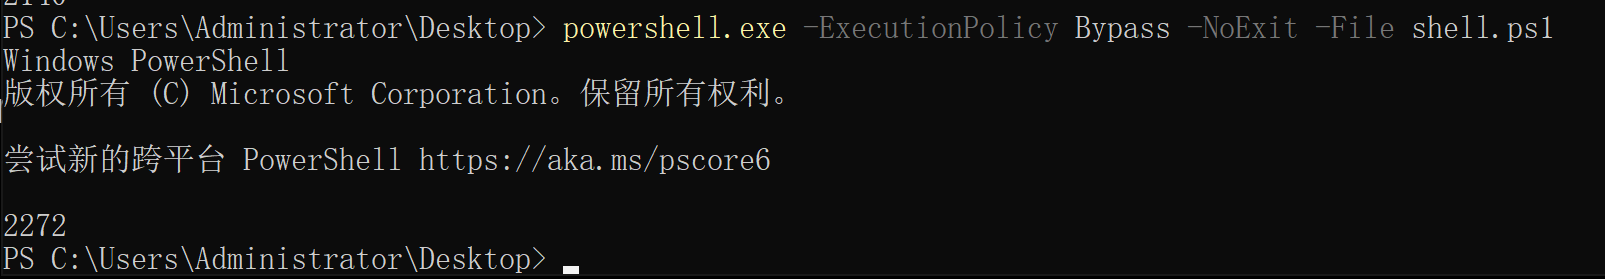 PS C:\Users\Administrator\Desktop> powershell.exe -ExecutionPolicy Bypass -NoExit -File shell.ps1
Windows PowerShell
版权所有 (C) Microsoft Corporation。保留所有权利。
尝试新的跨平台 PowerShell https://aka.ms/pscore6
2272
PS C:\Users\Administrator\Desktop>